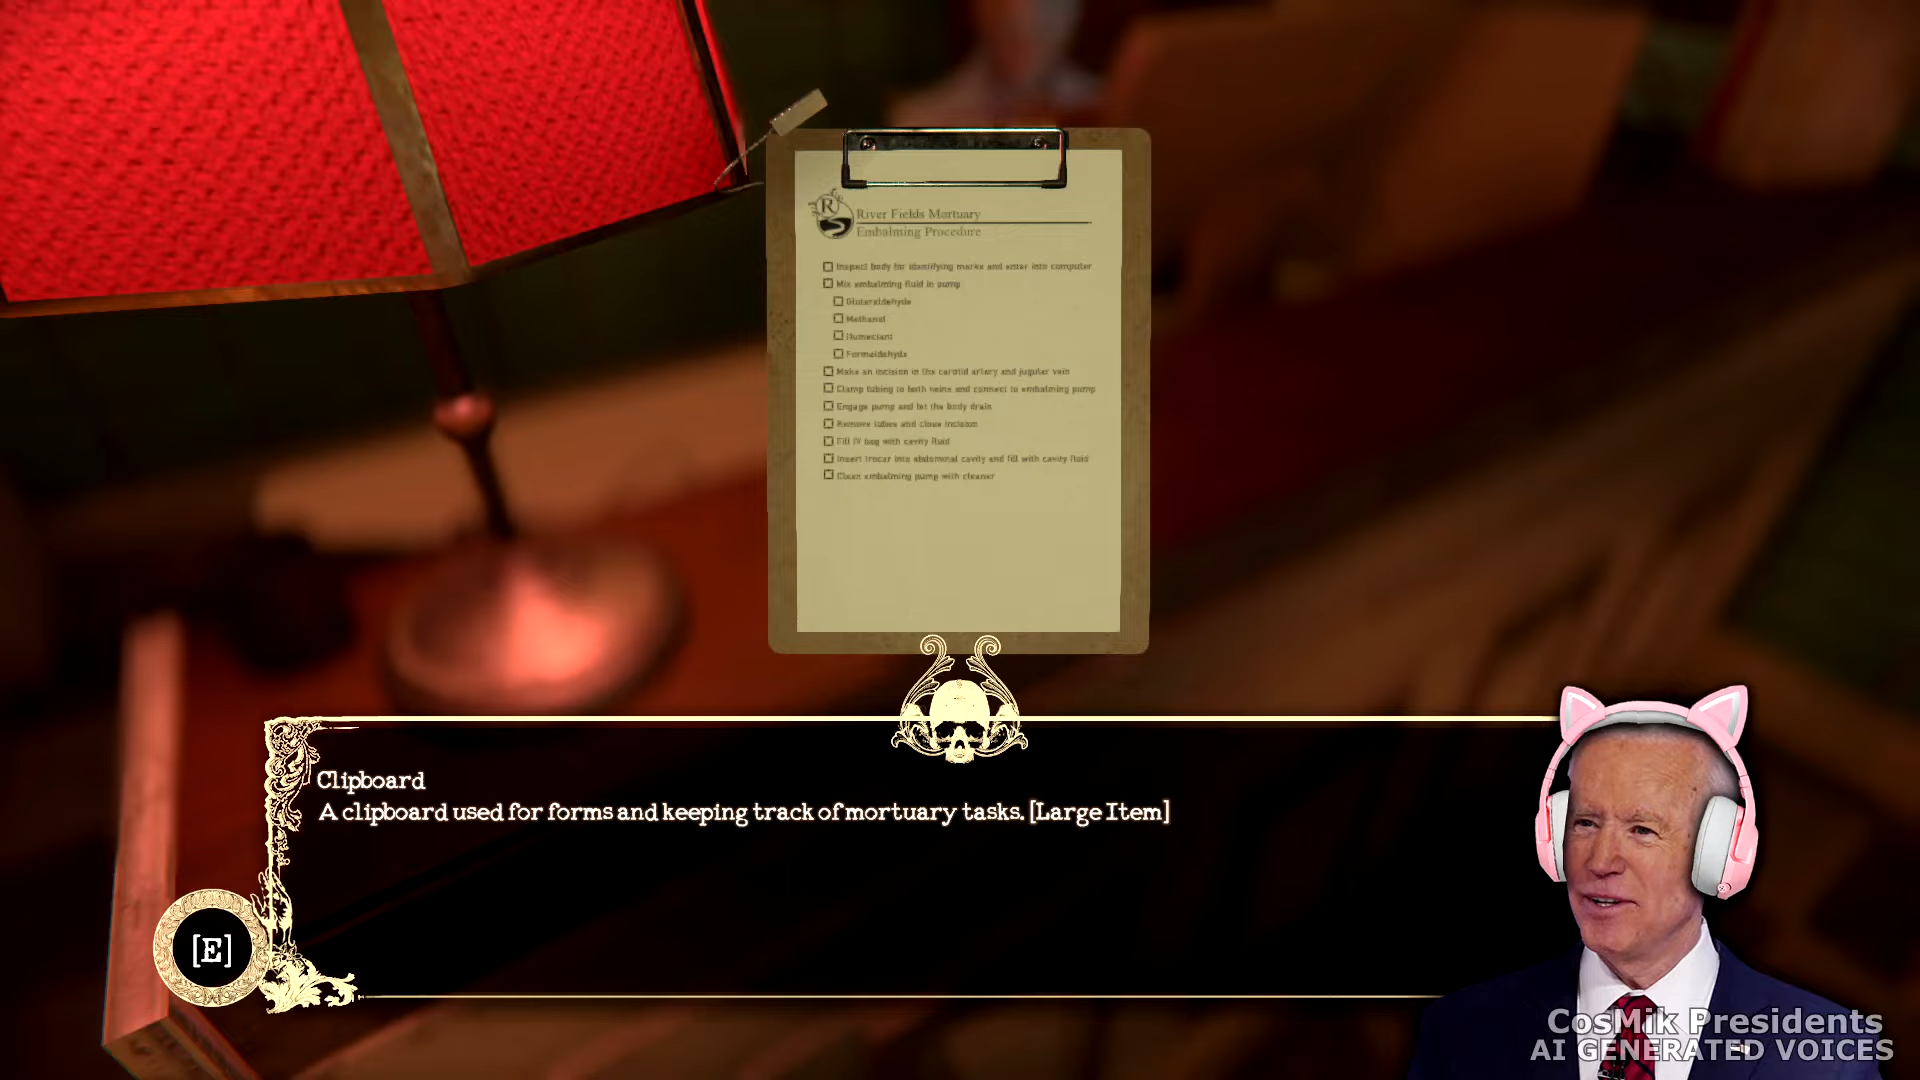 R
River Fields Mortuary
Embalming Procedure
Inspect body for identifying marks and enter into computer
Mix embalming fluid in pump
Gluteraldehyde
Methanol
Humectant
Formaldehyde
Make an incision in the carotid artery and jugular vein
Clamp tubing to both veins and connect to embalming pump
Engage pump and let the body drain
Remove tubes and close incision
Fill IV bag with cavity fluid
Insert trocar into abdominal cavity and fill with cavity fluid
Clean embalming pump with cleaner
Clipboard
A clipboard used for forms and keeping track of mortuary tasks. [Large Item]
[E]
CosMik Presidents
AI GENERATED VOICES